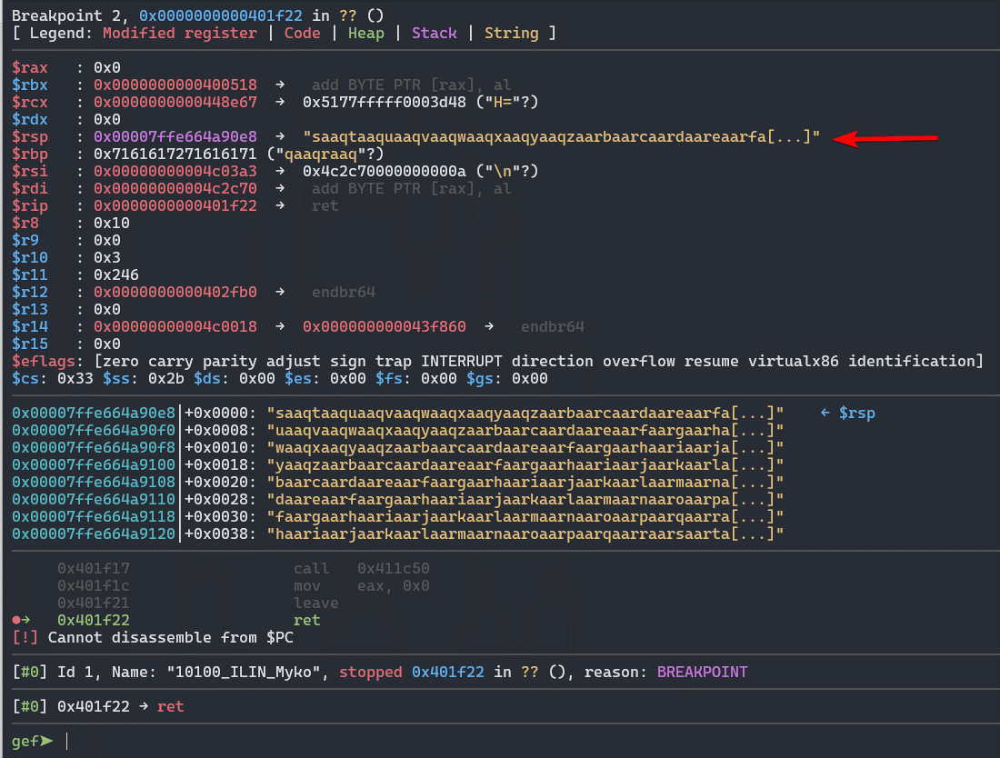 Breakpoint 2, 0x0000000000401f22 in ?? ()
[ Legend: Modified register | Code | Heap | Stack | String ]
$rax   : 0x0
$rbx   : 0x0000000000400518  →  add BYTE PTR [rax], al
$rcx   : 0x0000000000448e67  →  0x5177fffff0003d48 ("H="?)
$rdx   : 0x0
$rsp   : 0x00007ffe664a90e8  →  "saaqtaaquaaqvaaqwaaqxaaqyaaqzaarbaarcaardaareaarfa[...]"
$rbp   : 0x7161617271616171 ("qaaqraaq"?)
$rsi   : 0x00000000004c03a3  →  0x4c2c70000000000a ("\n"?)
$rdi   : 0x00000000004c2c70  →  add BYTE PTR [rax], al
$rip   : 0x0000000000401f22  →  ret
$r8    : 0x10
$r9    : 0x0
$r10   : 0x3
$r11   : 0x246
$r12   : 0x0000000000402fb0  →  endbr64
$r13   : 0x0
$r14   : 0x00000000004c0018  →  0x000000000043f860  →  endbr64
$r15   : 0x0
$eflags: [zero carry parity adjust sign trap INTERRUPT direction overflow resume virtualx86 identification]
$cs: 0x33 $ss: 0x2b $ds: 0x00 $es: 0x00 $fs: 0x00 $gs: 0x00
0x00007ffe664a90e8│+0x0000: "saaqtaaquaaqvaaqwaaqxaaqyaaqzaarbaarcaardaareaarfa[...]"    ← $rsp
0x00007ffe664a90f0│+0x0008: "uaaqvaaqwaaqxaaqyaaqzaarbaarcaardaareaarfaargaarha[...]"
0x00007ffe664a90f8│+0x0010: "waaqxaaqyaaqzaarbaarcaardaareaarfaargaarhaariaarja[...]"
0x00007ffe664a9100│+0x0018: "yaaqzaarbaarcaardaareaarfaargaarhaariaarjaarkaarla[...]"
0x00007ffe664a9108│+0x0020: "baarcaardaareaarfaargaarhaariaarjaarkaarlaarmaarna[...]"
0x00007ffe664a9110│+0x0028: "daareaarfaargaarhaariaarjaarkaarlaarmaarnaaroaarpa[...]"
0x00007ffe664a9118│+0x0030: "faargaarhaariaarjaarkaarlaarmaarnaaroaarpaarqaarra[...]"
0x00007ffe664a9120│+0x0038: "haariaarjaarkaarlaarmaarnaaroaarpaarqaarraarsaarta[...]"
0x401f17                  call   0x411c50
0x401f1c                  mov    eax, 0x0
0x401f21                  leave
●→   0x401f22                  ret
[!] Cannot disassemble from $PC
[#0] Id 1, Name: "10100_ILIN_Myko", stopped 0x401f22 in ?? (), reason: BREAKPOINT
[#0] 0x401f22 → ret
gef➤